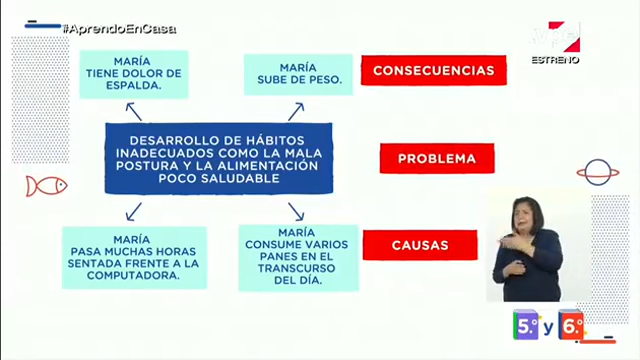 #AprendoEnCasa
ESTRENO
MARÍA
TIENE DOLOR DE
ESPALDA.
MARÍA
SUBE DE PESO.
CONSECUENCIAS
DESARROLLO DE HÁBITOS
INADECUADOS COMO LA MALA
POSTURA Y LA ALIMENTACIÓN
POCO SALUDABLE
PROBLEMA
MARÍA
PASA MUCHAS HORAS
SENTADA FRENTE A LA
COMPUTADORA.
MARÍA
CONSUME VARIOS
PANES EN EL
TRANSCURSO
DEL DÍA.
CAUSAS
5.º y 6.º